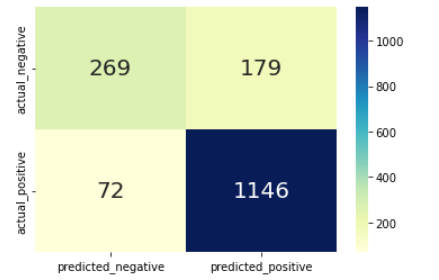 actual_negative
269
179
actual_positive
72
1146
predicted_negative
predicted_positive
1000
800
600
400
200